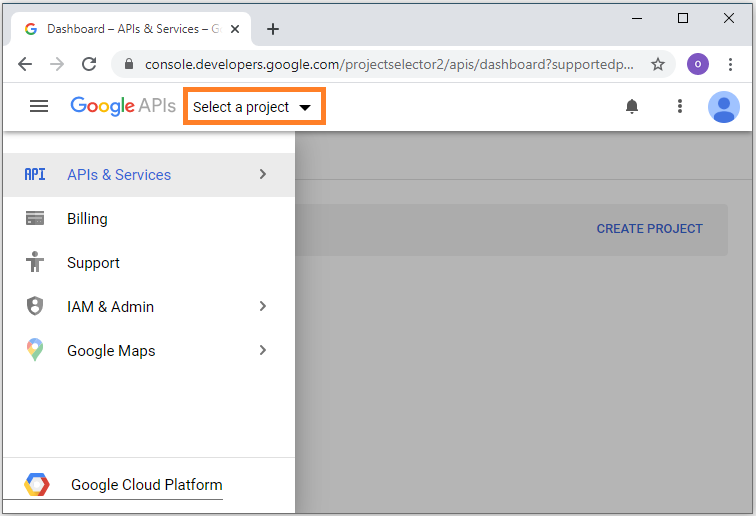 Dashboard – APIs & Services – G
console.developers.google.com/projectselector2/apis/dashboard?supportedp...
O
Google APIs
Select a project
API
APIs & Services
Billing
CREATE PROJECT
Support
IAM & Admin
Google Maps
Google Cloud Platform